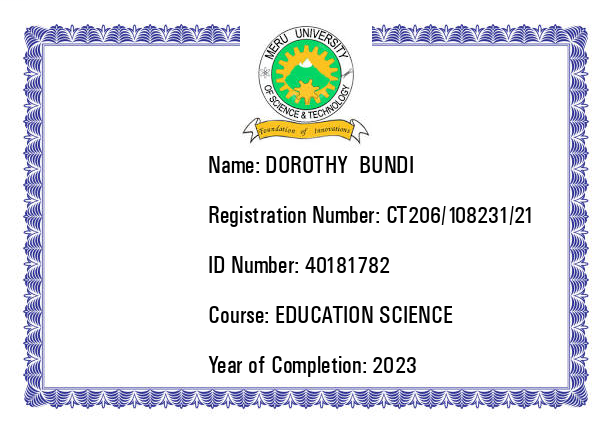 MERU UNIVERSITY
OF SCIENCE & TECHNOLOGY
Foundation of Innovations
Name: DOROTHY  BUNDI
Registration Number: CT206/108231/21
ID Number: 40181782
Course: EDUCATION SCIENCE
Year of Completion: 2023